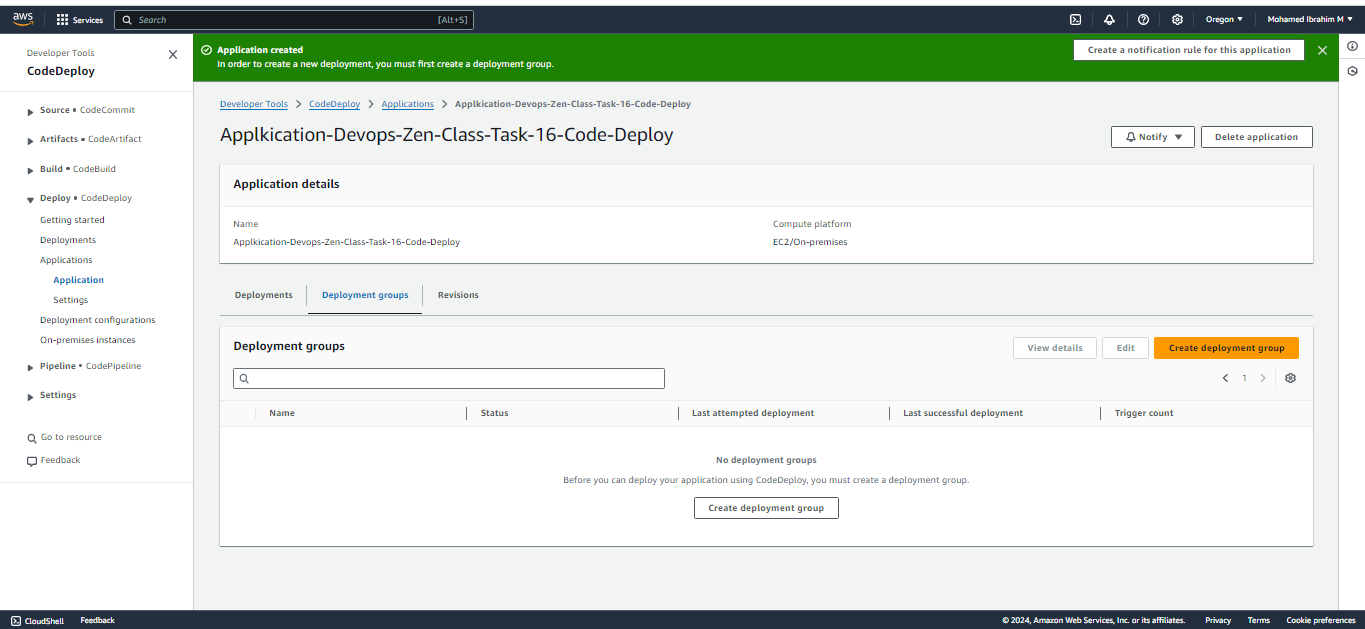 aws Services Search [Alt+S] Oregon Mohamed Ibrahim M
Developer Tools
CodeDeploy
Source • CodeCommit
Artifacts • CodeArtifact
Build • CodeBuild
Deploy • CodeDeploy
Getting started
Deployments
Applications
Application
Settings
Deployment configurations
On-premises instances
Pipeline • CodePipeline
Settings
Go to resource
Feedback
Application created
In order to create a new deployment, you must first create a deployment group.
Create a notification rule for this application
Developer Tools > CodeDeploy > Applications > Applkication-Devops-Zen-Class-Task-16-Code-Deploy
Applkication-Devops-Zen-Class-Task-16-Code-Deploy
Notify Delete application
Application details
Name Compute platform
Applkication-Devops-Zen-Class-Task-16-Code-Deploy EC2/On-premises
Deployments Deployment groups Revisions
Deployment groups View details Edit Create deployment group
1
Name Status Last attempted deployment Last successful deployment Trigger count
No deployment groups
Before you can deploy your application using CodeDeploy, you must create a deployment group.
Create deployment group
CloudShell Feedback © 2024, Amazon Web Services, Inc. or its affiliates. Privacy Terms Cookie preferences